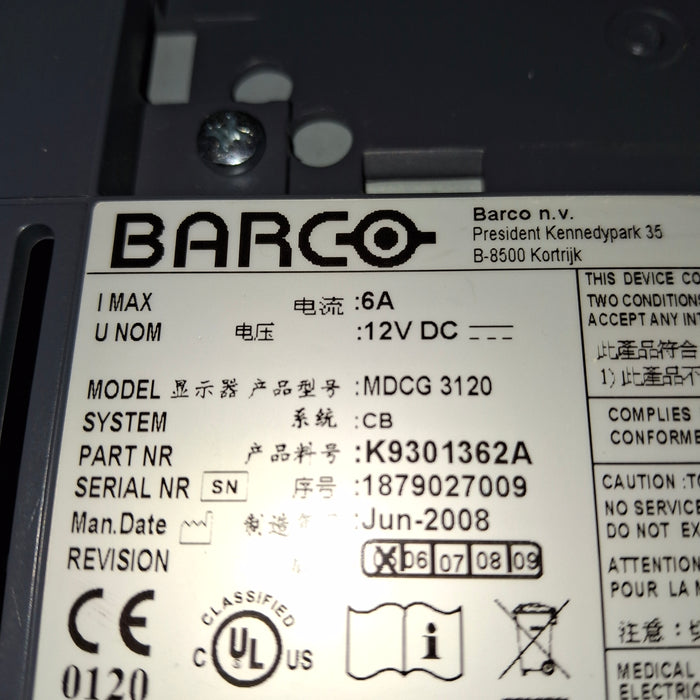 BARCO
Barco n.v.
President Kennedypark 35
B-8500 Kortrijk
I MAX 电流 :6A
U NOM 电压 :12V DC
MODEL 显示器 产品型号 :MDCG 3120
SYSTEM 系统 :CB
PART NR 产品料号 :K9301362A
SERIAL NR SN 序号 :1879027009
Man.Date 制造 :Jun-2008
REVISION 06 07 08 09
CE
0120
CLASSIFIED
C UL US
i
THIS DEVICE CO
TWO CONDITIONS
ACCEPT ANY INT
此產品符合
1) 此產品不
COMPLIES
CONFORME
CAUTION :TO
NO SERVICE
DO NOT EX
ATTENTION
POUR LA M
注意：切
MEDICAL
ELECTRIC